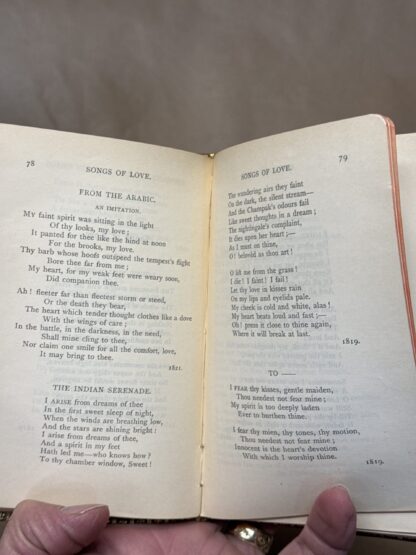 78
SONGS OF LOVE.
FROM THE ARABIC.
AN IMITATION.
My faint spirit was sitting in the light
Of thy looks, my love;
It panted for thee like the hind at noon
For the brooks, my love.
Thy barb whose hoofs outspeed the tempest's flight
Bore thee far from me;
My heart, for my weak feet were weary soon,
Did companion thee.
Ah! fleeter far than fleetest storm or steed,
Or the death they bear,
The heart which tender thought clothes like a dove
With the wings of care;
In the battle, in the darkness, in the need,
Shall mine cling to thee,
Nor claim one smile for all the comfort, love,
It may bring to thee.
1821.
THE INDIAN SERENADE.
I ARISE from dreams of thee
In the first sweet sleep of night,
When the winds are breathing low,
And the stars are shining bright:
I arise from dreams of thee,
And a spirit in my feet
Hath led me—who knows how?
To thy chamber window, Sweet!
SONGS OF LOVE.
79
The wandering airs they faint
On the dark, the silent stream—
And the Champak's odours fail
Like sweet thoughts in a dream;
The nightingale's complaint,
It dies upon her heart;—
As I must on thine,
O! beloved as thou art!
O lift me from the grass!
I die! I faint! I fail!
Let thy love in kisses rain
On my lips and eyelids pale.
My cheek is cold and white, alas!
My heart beats loud and fast;—
Oh! press it close to thine again,
Where it will break at last.
1819.
TO ——
I FEAR thy kisses, gentle maiden,
Thou needest not fear mine;
My spirit is too deeply laden
Ever to burthen thine.
I fear thy mien, thy tones, thy motion,
Thou needest not fear mine;
Innocent is the heart's devotion
With which I worship thine.
1819.